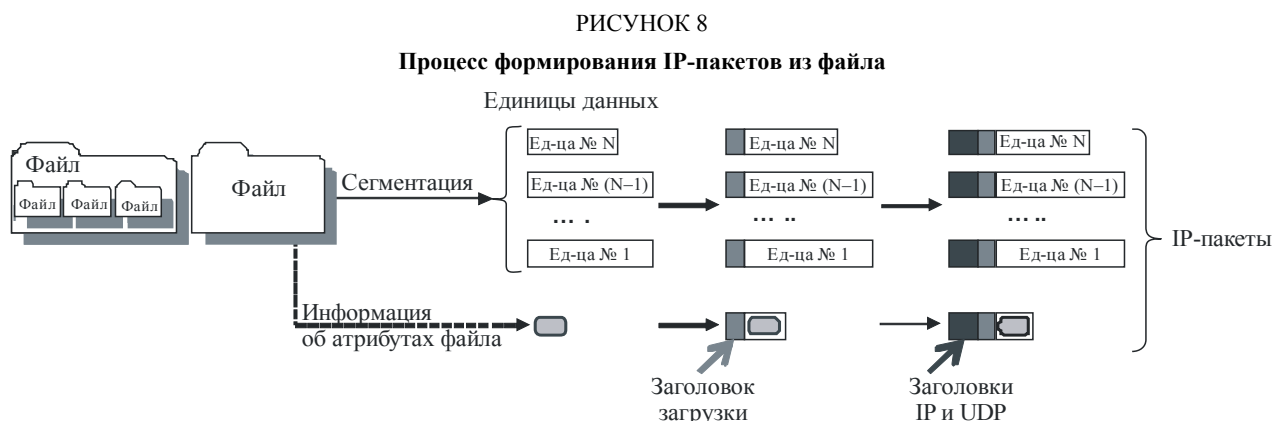 РИСУНОК 8
Процесс формирования IP-пакетов из файла
Единицы данных
Файл
Файл
Файл
Файл
Файл
Сегментация
Ед-ца № N
Ед-ца № (N–1)
... .
Ед-ца № 1
Ед-ца № N
Ед-ца № (N–1)
... ..
Ед-ца № 1
Ед-ца № N
Ед-ца № (N–1)
... ..
Ед-ца № 1
IP-пакеты
Информация
об атрибутах файла
Заголовок
загрузки
Заголовки
IP и UDP